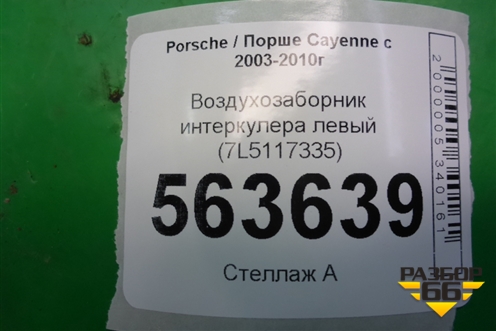 Porsche / Порше Cayenne с
2003-2010г
Воздухозаборник
интеркулера левый
(7L5117335)
563639
Стеллаж А
2000005340161
РАЗБОР
66